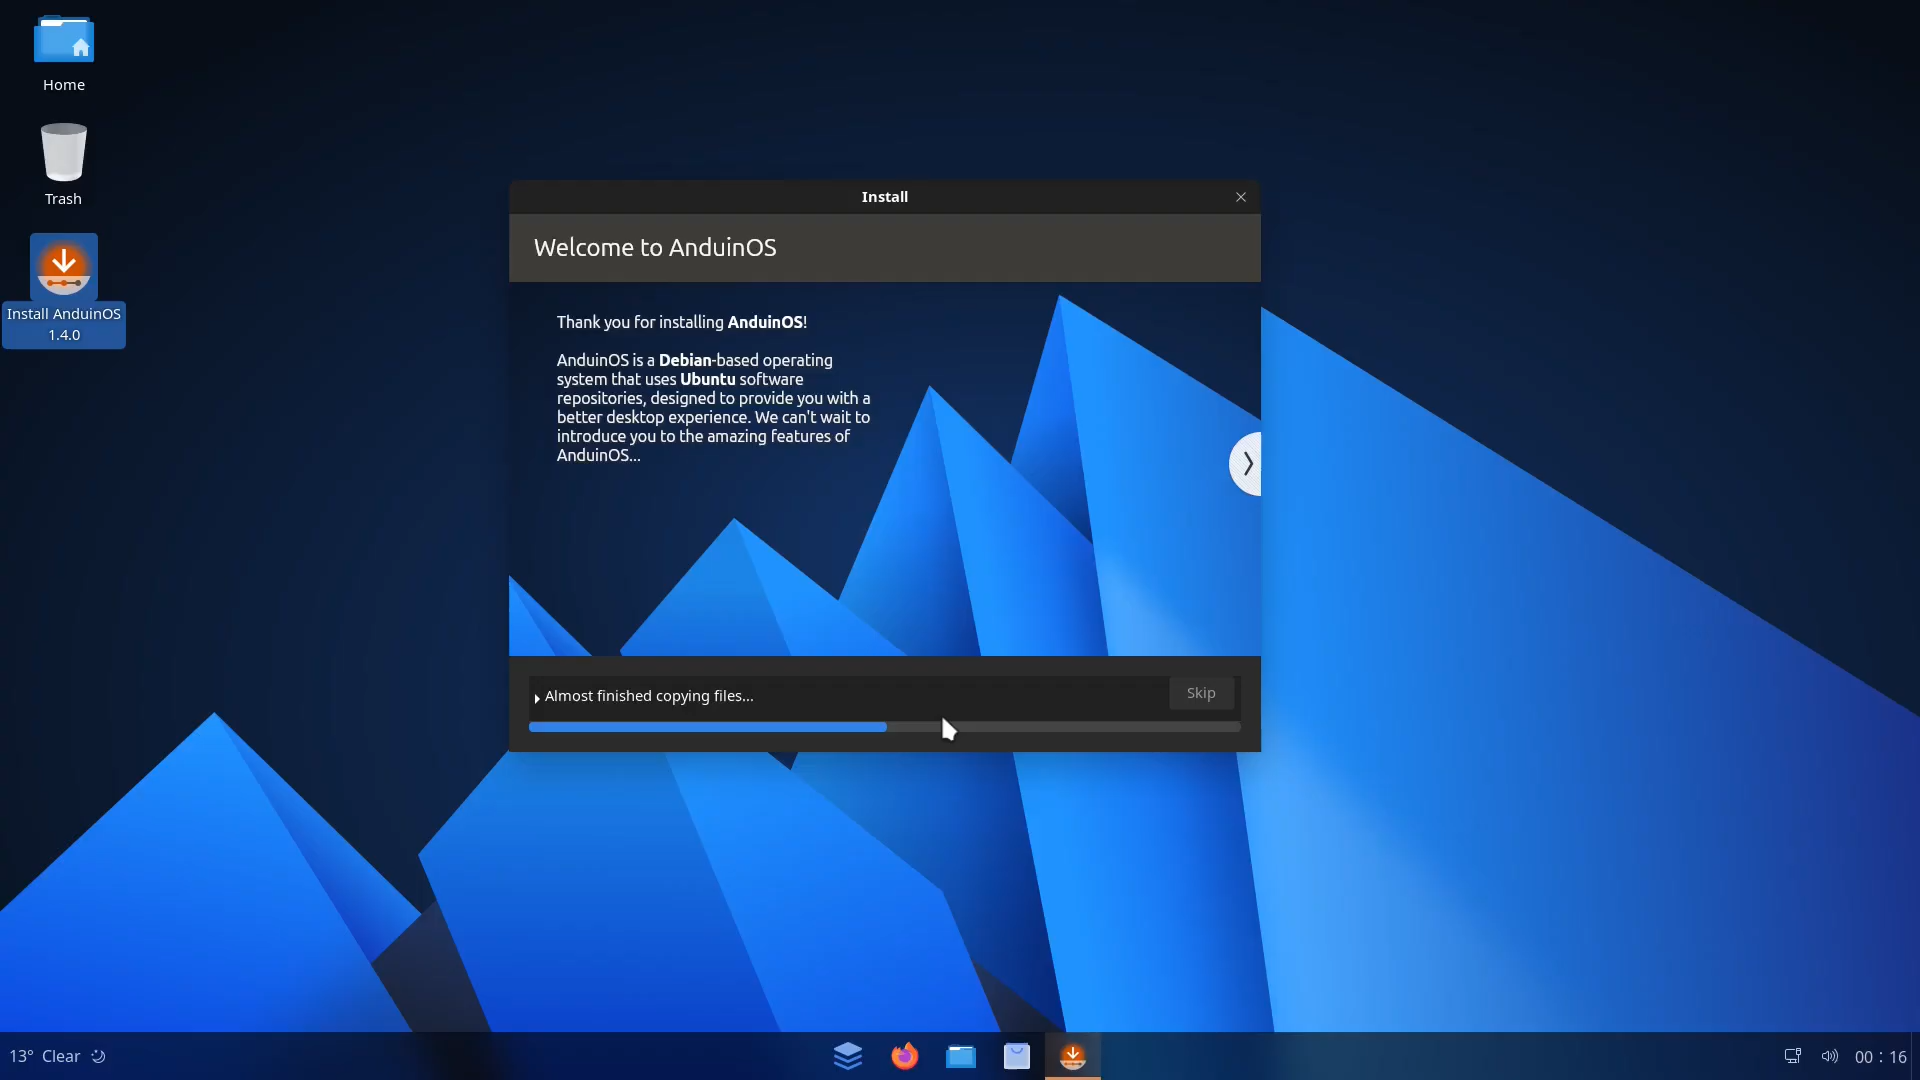 Home
Trash
Install AnduinOS
1.4.0
Install
Welcome to AnduinOS
Thank you for installing AnduinOS!
AnduinOS is a Debian-based operating
system that uses Ubuntu software
repositories, designed to provide you with a
better desktop experience. We can't wait to
introduce you to the amazing features of
AnduinOS...
Almost finished copying files...
Skip
13° Clear
00 : 16